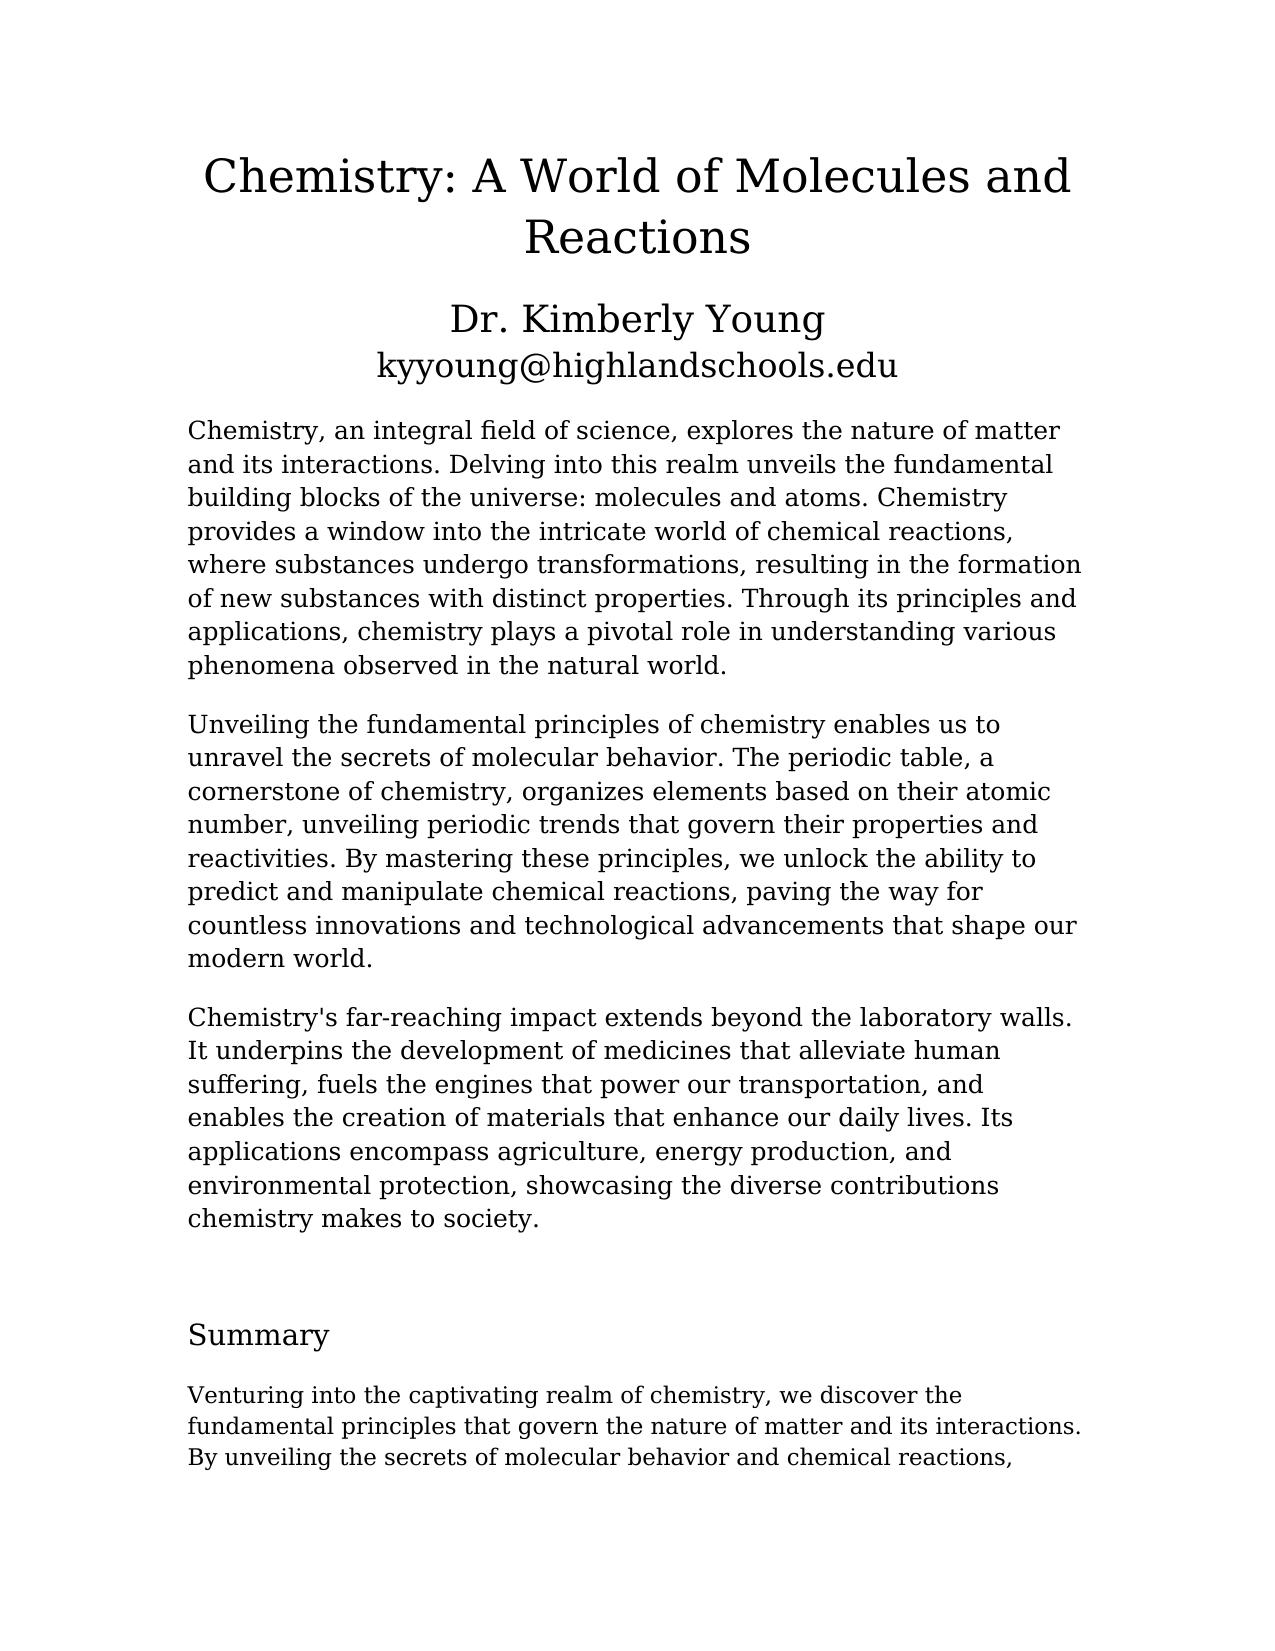 Chemistry: A World of Molecules and
Reactions
Dr. Kimberly Young
kyyoung@highlandschools.edu
Chemistry, an integral field of science, explores the nature of matter
and its interactions. Delving into this realm unveils the fundamental
building blocks of the universe: molecules and atoms. Chemistry
provides a window into the intricate world of chemical reactions,
where substances undergo transformations, resulting in the formation
of new substances with distinct properties. Through its principles and
applications, chemistry plays a pivotal role in understanding various
phenomena observed in the natural world.
Unveiling the fundamental principles of chemistry enables us to
unravel the secrets of molecular behavior. The periodic table, a
cornerstone of chemistry, organizes elements based on their atomic
number, unveiling periodic trends that govern their properties and
reactivities. By mastering these principles, we unlock the ability to
predict and manipulate chemical reactions, paving the way for
countless innovations and technological advancements that shape our
modern world.
Chemistry's far-reaching impact extends beyond the laboratory walls.
It underpins the development of medicines that alleviate human
suffering, fuels the engines that power our transportation, and
enables the creation of materials that enhance our daily lives. Its
applications encompass agriculture, energy production, and
environmental protection, showcasing the diverse contributions
chemistry makes to society.
Summary
Venturing into the captivating realm of chemistry, we discover the
fundamental principles that govern the nature of matter and its interactions.
By unveiling the secrets of molecular behavior and chemical reactions,